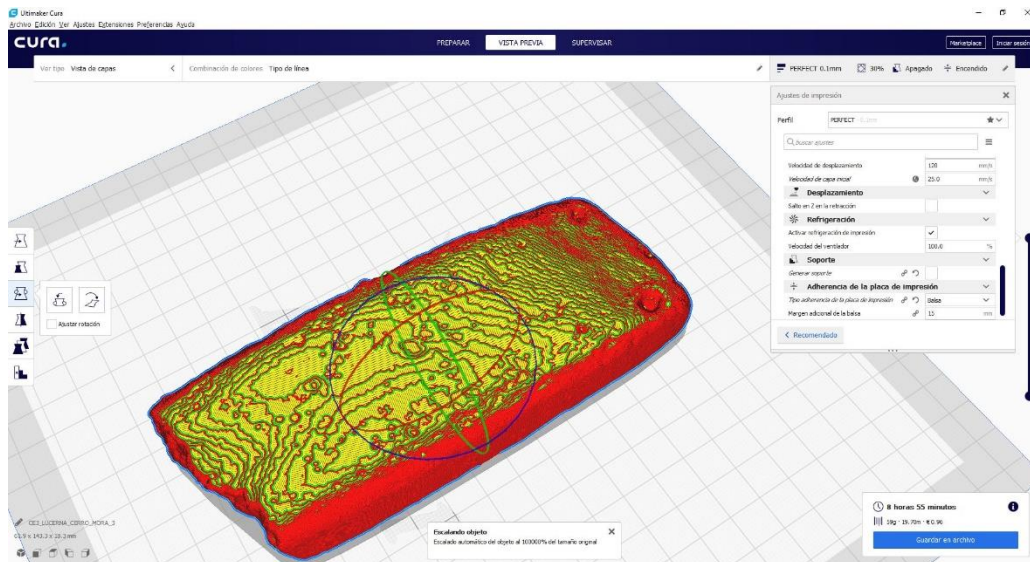 Ultimaker Cura
Archivo Edición Ver Ajustes Extensiones Preferencias Ayuda
cura.
PREPARAR VISTA PREVIA SUPERVISAR
Marketplace Iniciar sesión
Ver tipo Vista de capas
Combinación de colores Tipo de línea
PERFECT 0.1mm 30% Apagado Encendido
Ajustes de impresión
Perfil PERFECT 0.1mm
buscar ajustes
Velocidad de desplazamiento 120 mm/s
Velocidad de capa inicial 25.0 mm/s
Desplazamiento
Salto en Z en la retracción
Refrigeración
Activar refrigeración de impresión
Velocidad del ventilador 100.0 %
Soporte
Generar soporte
Adherencia de la placa de impresión
Tipo adherencia de la placa de impresión Balsa
Margen adicional de la balsa 15 mm
Recomendado
Ajustar rotación
CE3_LUCERNA_CERRO_MORA_3
Escalando objeto
Escalado automático del objeto al 100000% del tamaño original
8 horas 55 minutos
59g · 19.70m · € 0.96
Guardar en archivo